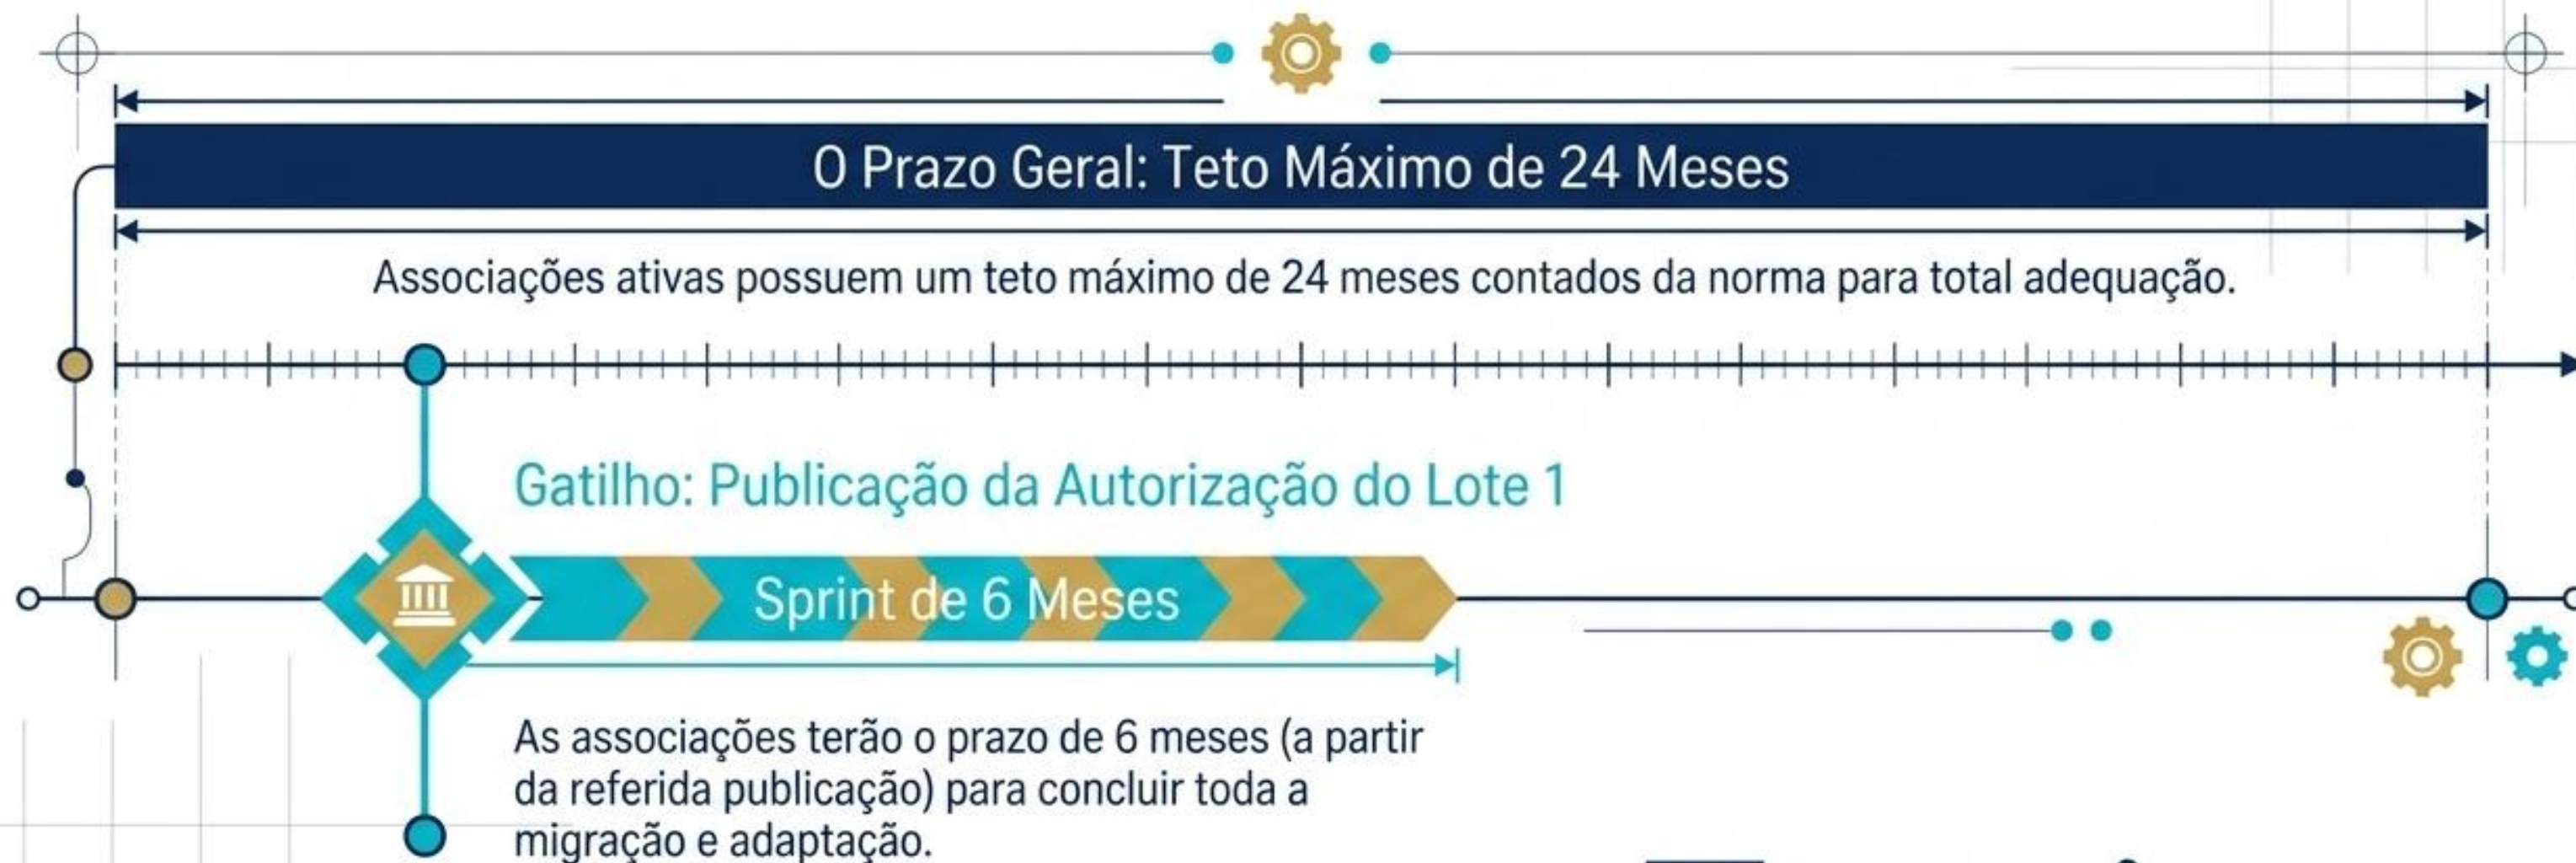 O Prazo Geral: Teto Máximo de 24 Meses
Associações ativas possuem um teto máximo de 24 meses contados da norma para total adequação.
Gatilho: Publicação da Autorização do Lote 1
Sprint de 6 Meses
As associações terão o prazo de 6 meses (a partir
da referida publicação) para concluir toda a
migração e adaptação.